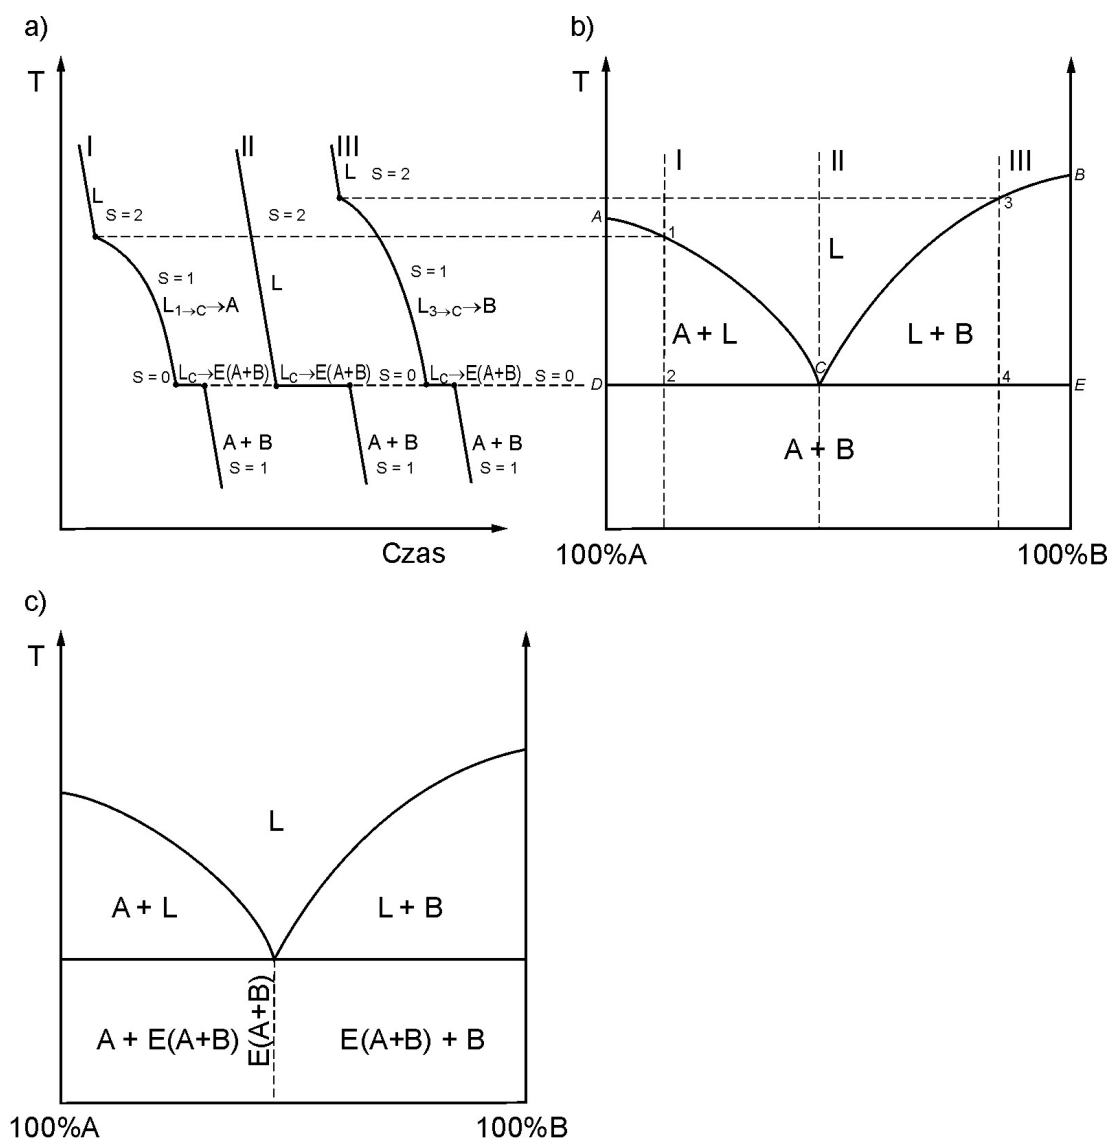 a)
T
I
II
III
L
S = 2
L
S = 2
S = 2
S = 1
S = 1
L
L1→C→A
L3→C→B
S = 0
LC→E(A+B)
LC→E(A+B)
S = 0
LC→E(A+B)
S = 0
A + B
S = 1
A + B
S = 1
A + B
S = 1
Czas
b)
T
I
II
III
B
3
A
1
L
A + L
L + B
C
D
2
4
E
A + B
100%A
100%B
c)
T
L
A + L
L + B
E(A+B)
A + E(A+B)
E(A+B) + B
100%A
100%B